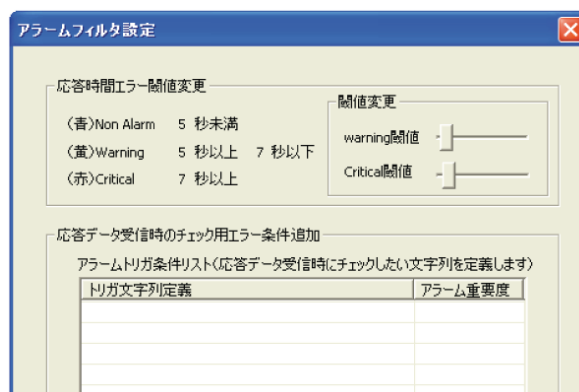 アラームフィルタ設定
応答時間エラー閾値変更
(青)Non Alarm 5 秒未満
(黄)Warning 5 秒以上 7 秒以下
(赤)Critical 7 秒以上
閾値変更
warning閾値
Critical閾値
応答データ受信時のチェック用エラー条件追加
アラームトリガ条件リスト(応答データ受信時にチェックしたい文字列を定義します)
トリガ文字列定義 アラーム重要度